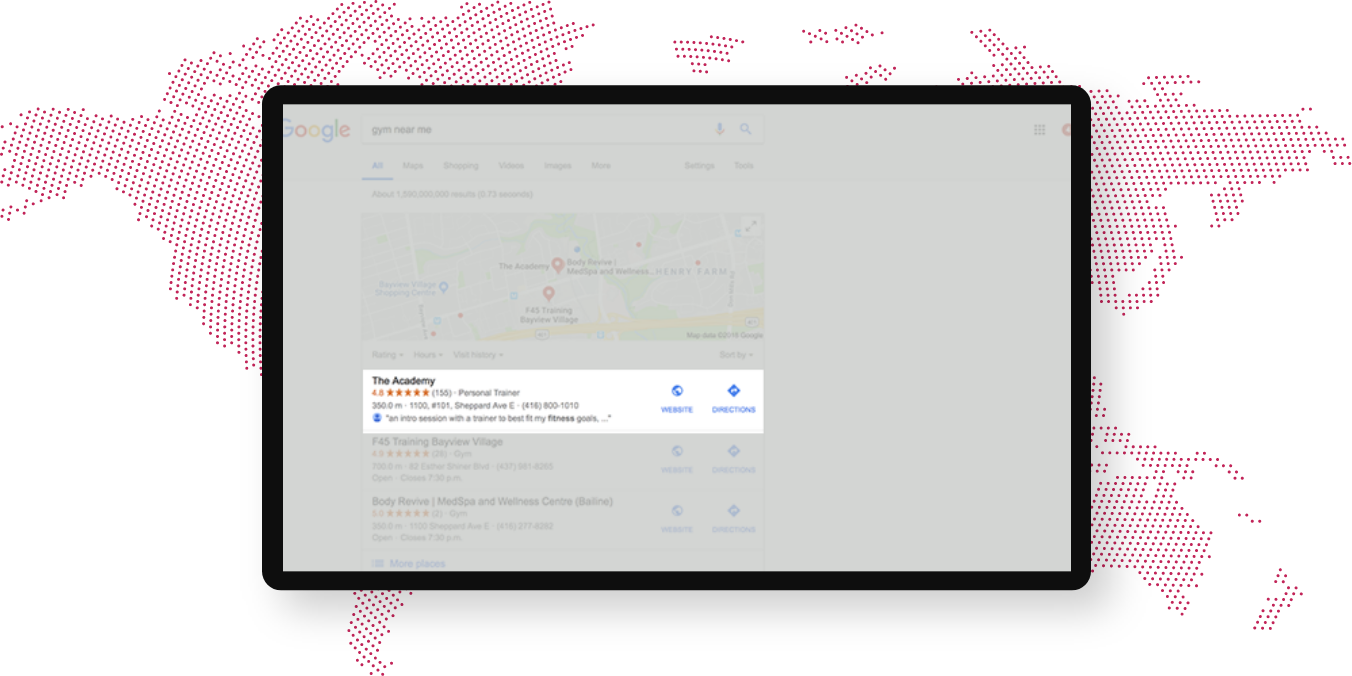 Google
gym near me
All Maps Shopping Videos Images More Settings Tools
About 1,590,000,000 results (0.73 seconds)
The Academy
Body Revive |
MedSpa and Wellness...
HENRY FARM
Bayview Village
Shopping Centre
F45 Training
Bayview Village
Map data ©2018 Google
Rating Hours Visit history Sort by
The Academy
4.8 ★★★★★ (155) · Personal Trainer
350.0 m · 1100, #101, Sheppard Ave E · (416) 800-1010
"an intro session with a trainer to best fit my fitness goals, ..."
WEBSITE DIRECTIONS
F45 Training Bayview Village
4.9 ★★★★★ (26) · Gym
700.0 m · 82 Esther Shiner Blvd · (437) 981-8265
Open · Closes 7:30 p.m.
WEBSITE DIRECTIONS
Body Revive | MedSpa and Wellness Centre (Bailine)
5.0 ★★★★★ (2) · Gym
350.0 m · 1100 Sheppard Ave E · (416) 277-8262
Open · Closes 7:30 p.m.
WEBSITE DIRECTIONS
More places